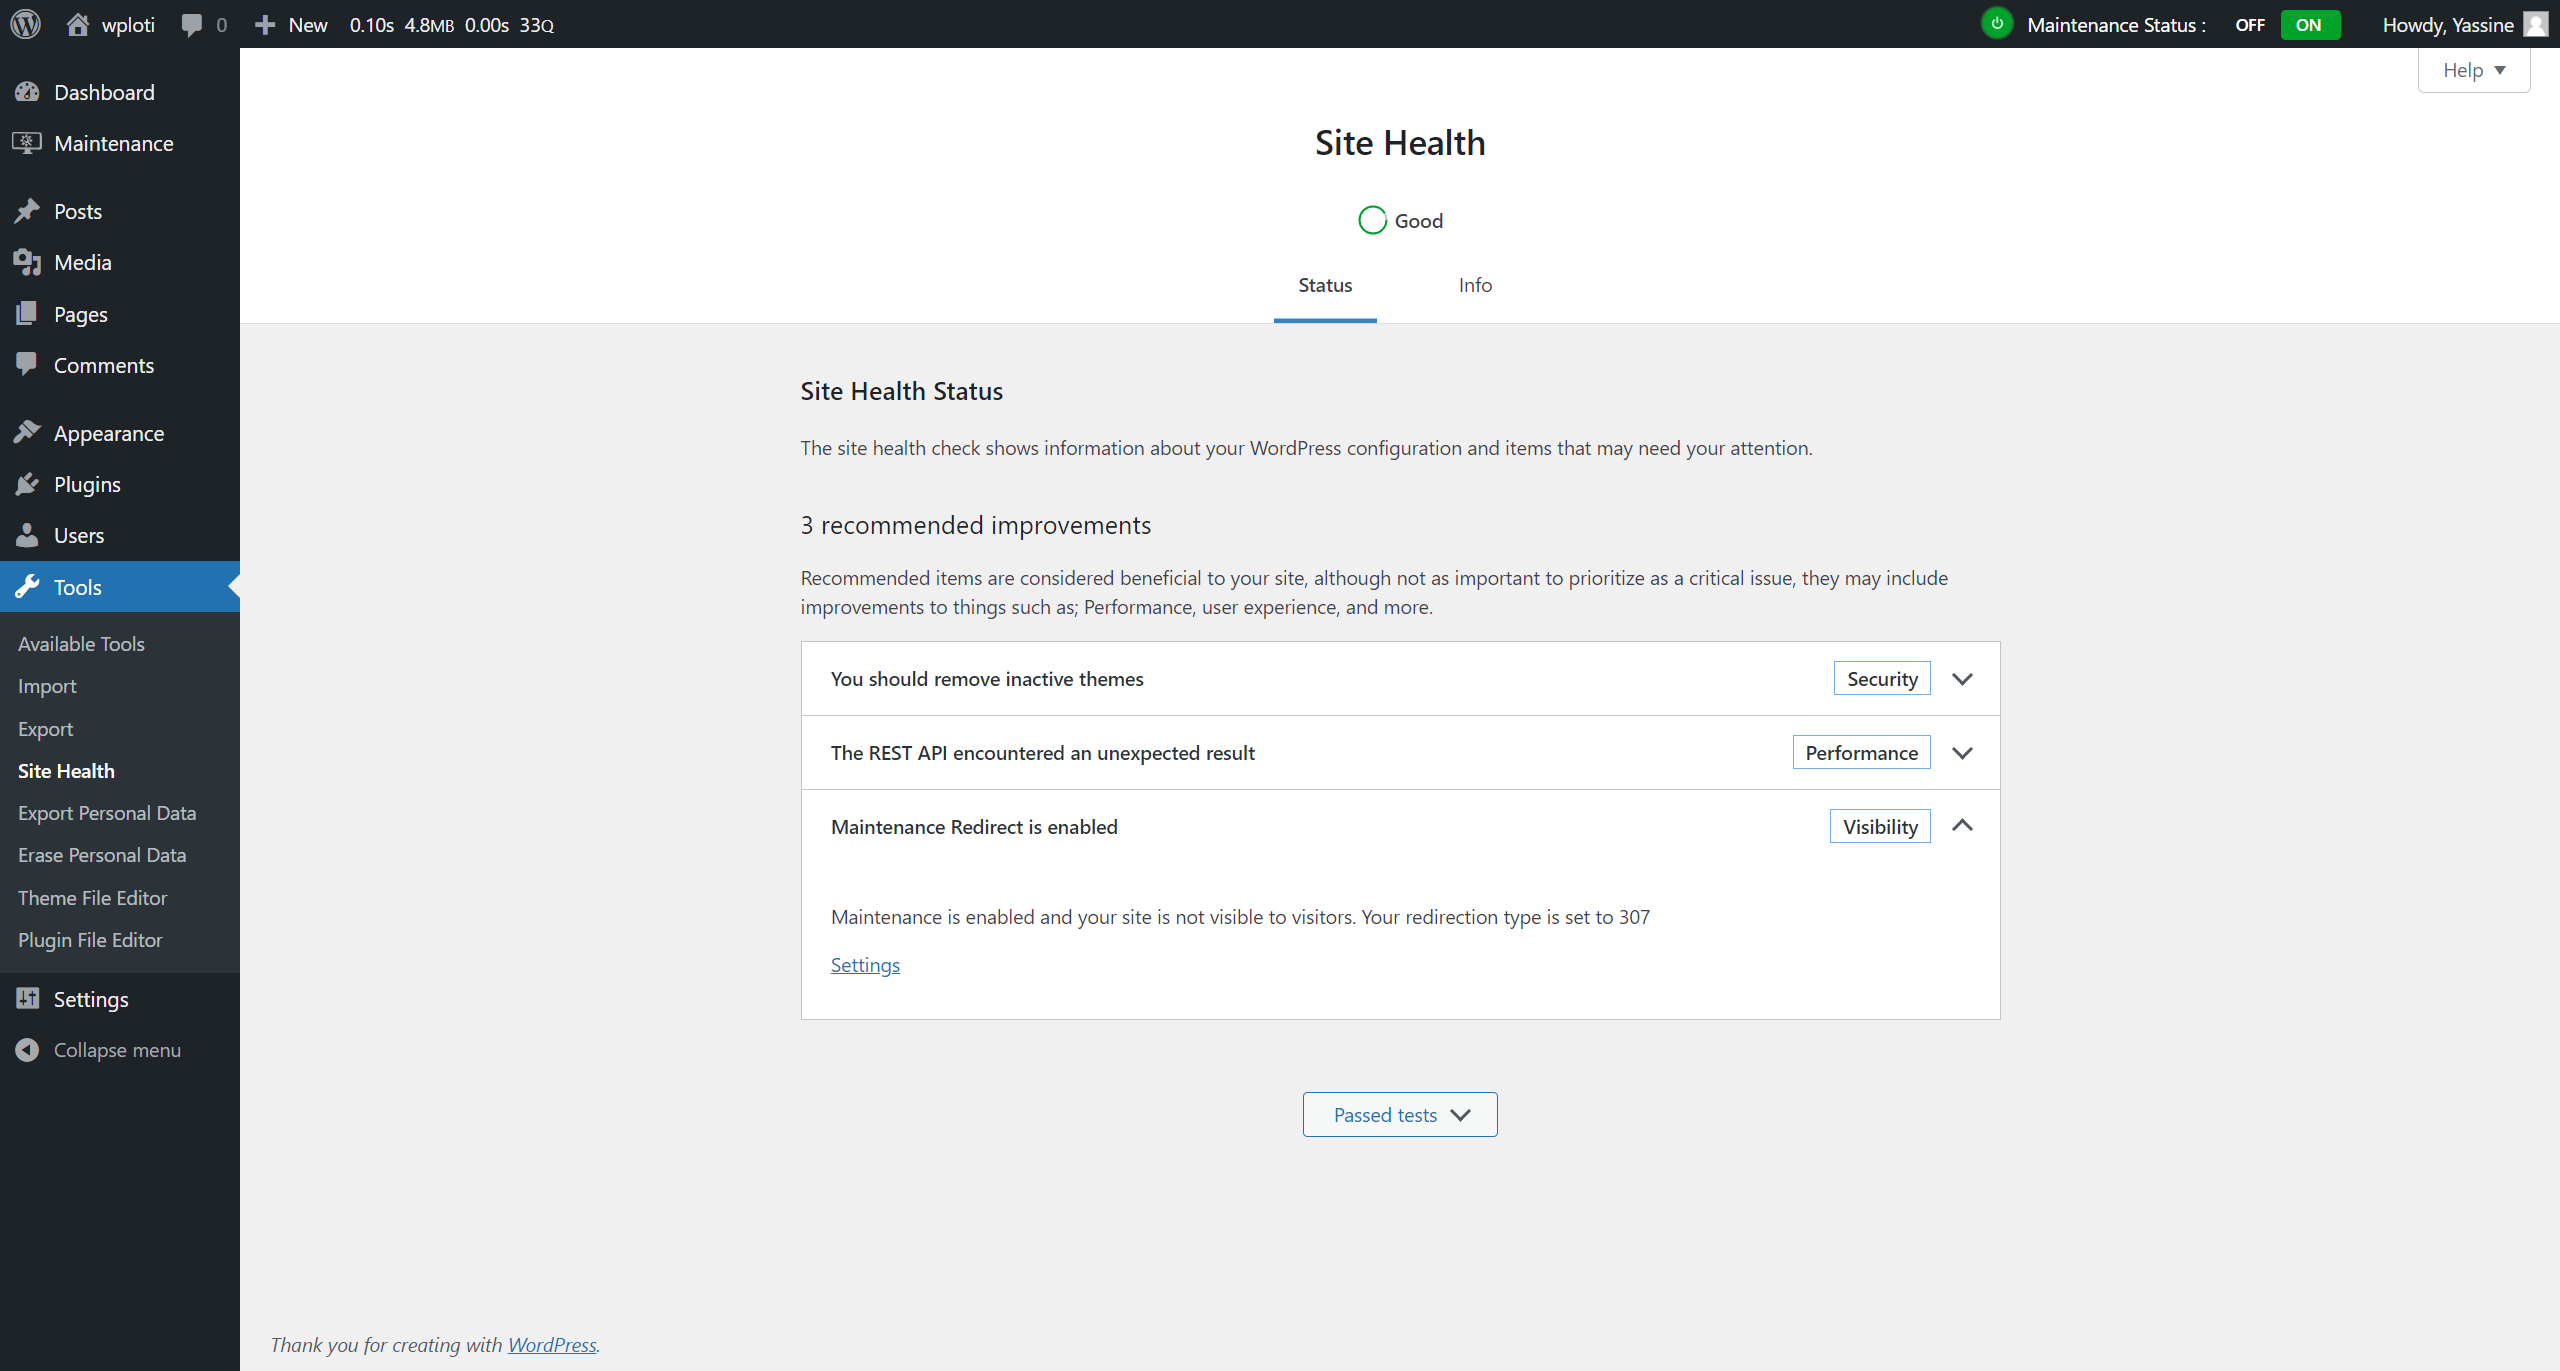 wploti 0 New 0.10s 4.8MB 0.00s 33Q Maintenance Status : OFF ON Howdy, Yassine
Help
Dashboard
Maintenance
Posts
Media
Pages
Comments
Appearance
Plugins
Users
Tools
Available Tools
Import
Export
Site Health
Export Personal Data
Erase Personal Data
Theme File Editor
Plugin File Editor
Settings
Collapse menu
Site Health
Good
Status Info
Site Health Status
The site health check shows information about your WordPress configuration and items that may need your attention.
3 recommended improvements
Recommended items are considered beneficial to your site, although not as important to prioritize as a critical issue, they may include
improvements to things such as; Performance, user experience, and more.
You should remove inactive themes Security
The REST API encountered an unexpected result Performance
Maintenance Redirect is enabled Visibility
Maintenance is enabled and your site is not visible to visitors. Your redirection type is set to 307
Settings
Passed tests
Thank you for creating with WordPress.